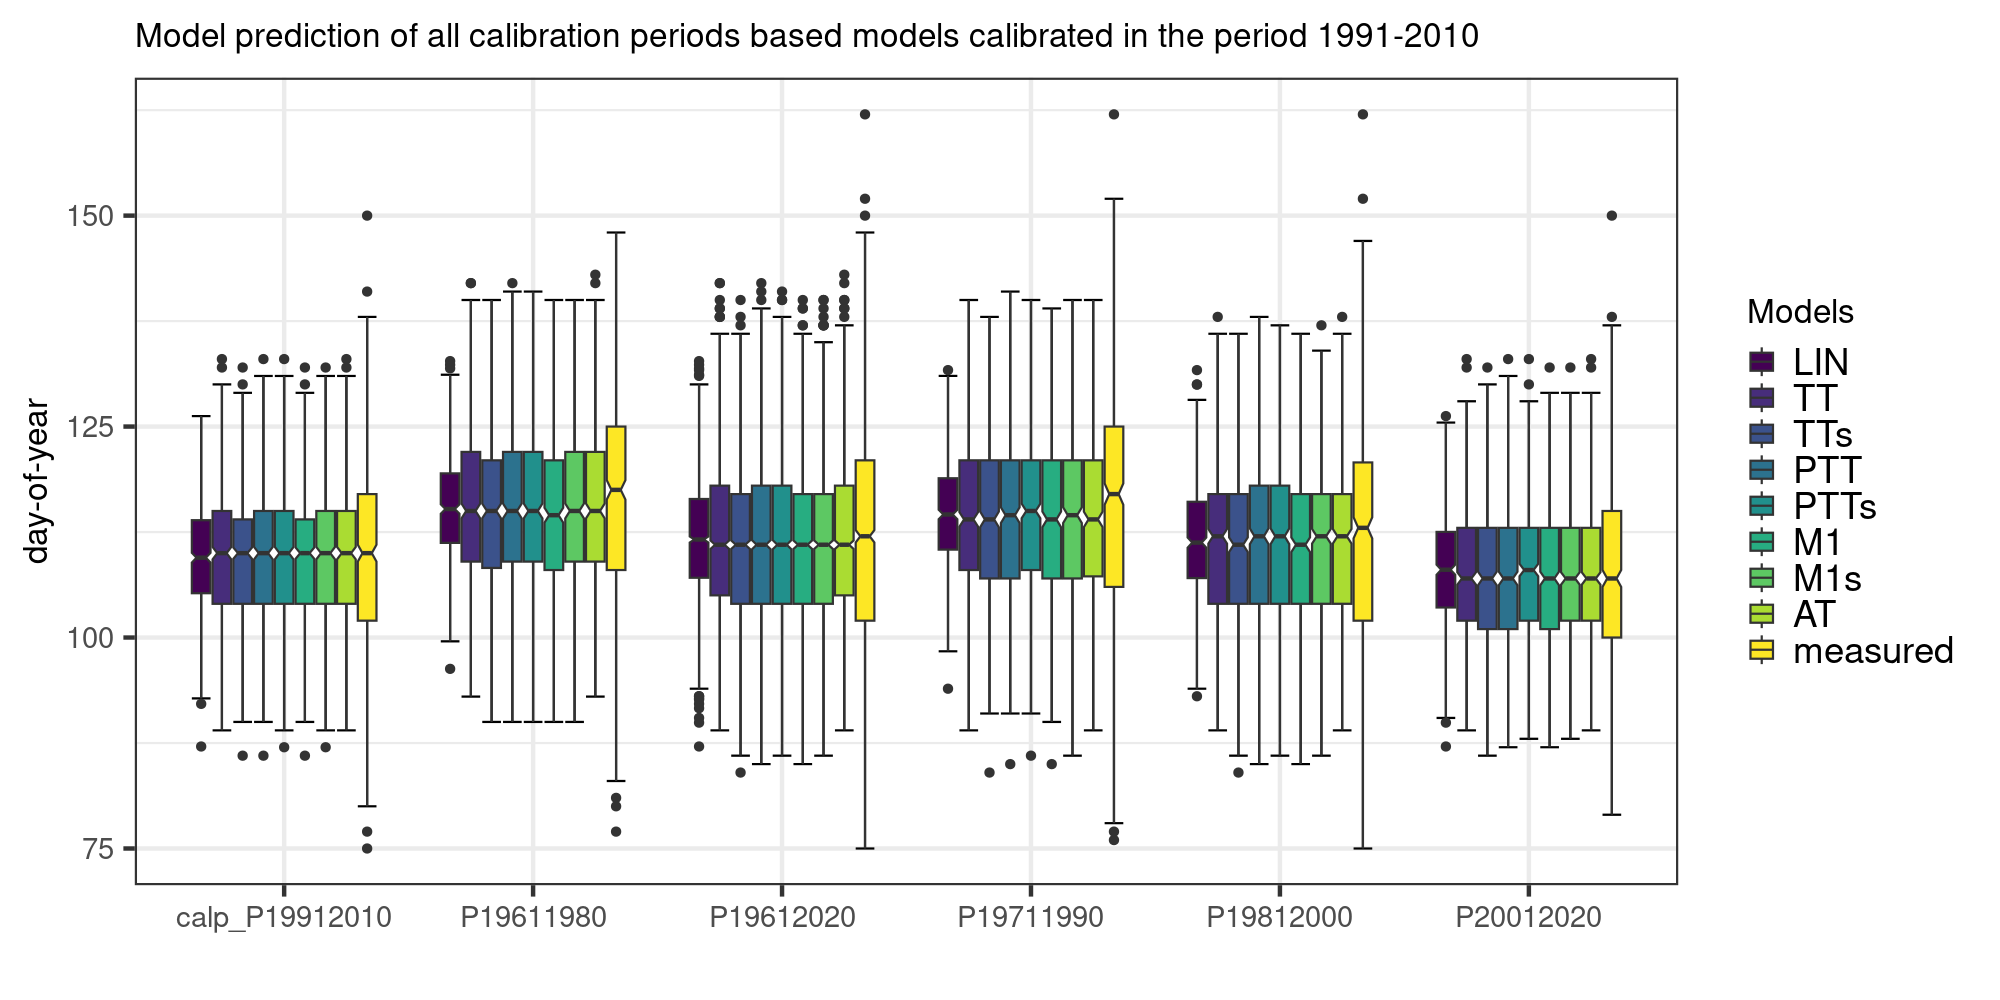 Model prediction of all calibration periods based models calibrated in the period 1991-2010
day-of-year
150
125
100
75
calp_P19912010 P19611980 P19612020 P19711990 P19812000 P20012020
Models
LIN
TT
TTs
PTT
PTTs
M1
M1s
AT
measured